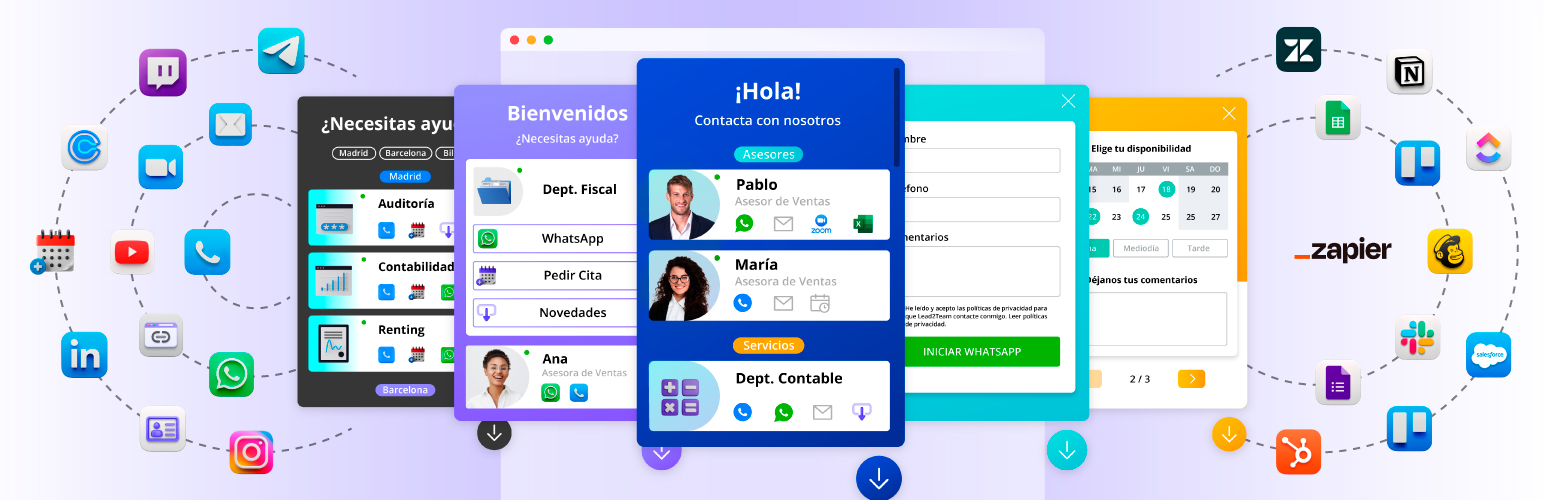 ¿Necesitas ayu
Madrid
Barcelona
Bil
Madrid
Auditoría
Contabilidad
Renting
Barcelona
Bienvenidos
¿Necesitas ayuda?
Dept. Fiscal
WhatsApp
Pedir Cita
Novedades
Ana
Asesora de Ventas
¡Hola!
Contacta con nosotros
Asesores
Pablo
Asesor de Ventas
zoom
María
Asesora de Ventas
Servicios
Dept. Contable
mbre
éfono
mentarios
He leído y acepto las políticas de privacidad para
que Lead2Team contacte conmigo. Leer políticas
de privacidad.
INICIAR WHATSAPP
Elige tu disponibilidad
MA MI JU VI SA DO
15 16 17 18 19 20
22 23 24 25 25 27
Mediodía
Tarde
Déjanos tus comentarios
2 / 3
in
N
_zapier
salesforce